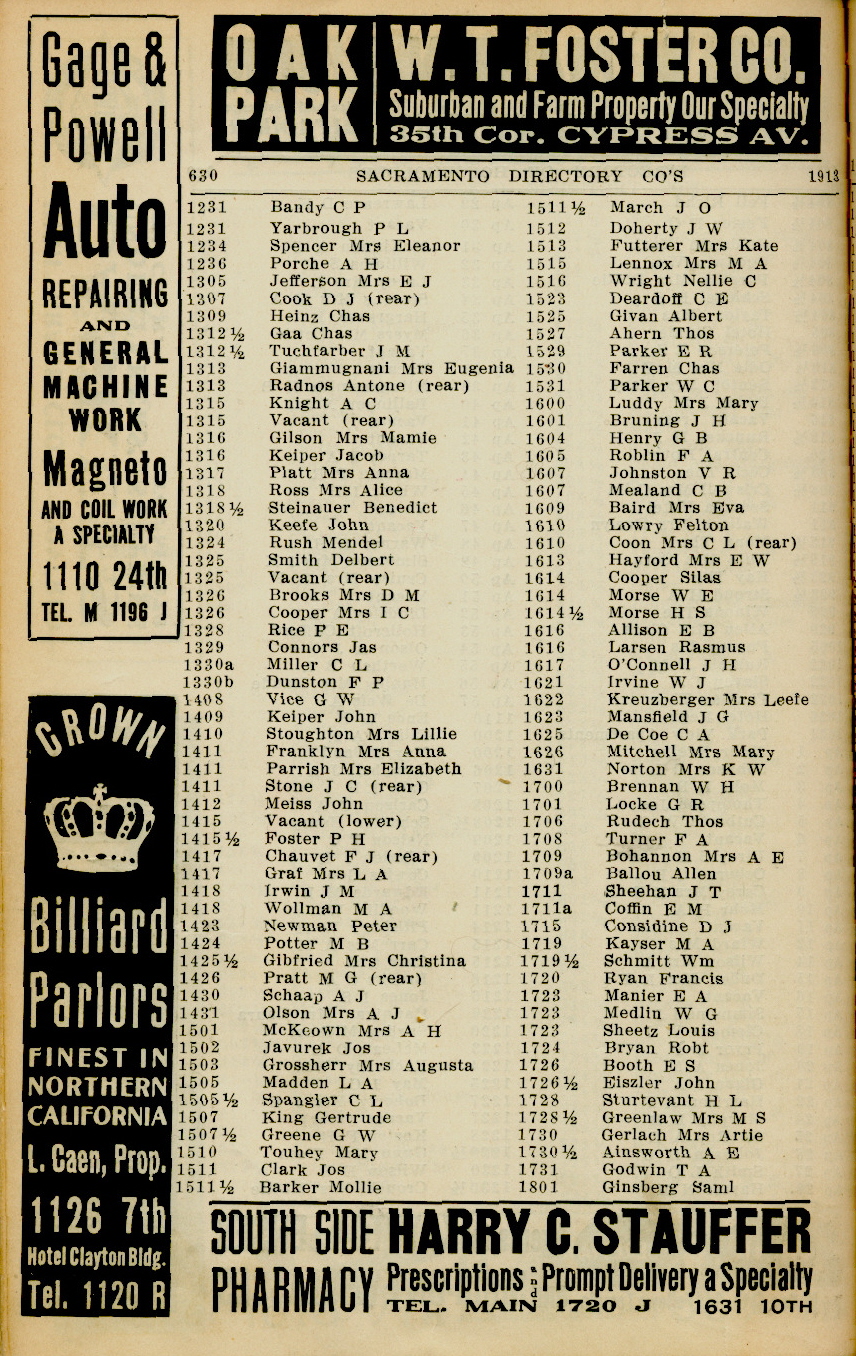 Gage &
Powell
Auto
REPAIRING
AND
GENERAL
MACHINE
WORK
Magneto
AND COIL WORK
A SPECIALTY
1110 24th
TEL. M 1196 J
CROWN
Billiard
Parlors
FINEST IN
NORTHERN
CALIFORNIA
L. Caen, Prop.
1126 7th
Hotel Clayton Bldg.
Tel. 1120 R
OAK
PARK
W. T. FOSTER CO.
Suburban and Farm Property Our Specialty
35th Cor. CYPRESS AV.
630 SACRAMENTO DIRECTORY CO'S 1913
1231 Bandy C P
1231 Yarbrough P L
1234 Spencer Mrs Eleanor
1236 Porche A H
1305 Jefferson Mrs E J
1307 Cook D J (rear)
1309 Heinz Chas
1312½ Gaa Chas
1312½ Tuchfarber J M
1313 Giammugnani Mrs Eugenia
1313 Radnos Antone (rear)
1315 Knight A C
1315 Vacant (rear)
1316 Gilson Mrs Mamie
1316 Keiper Jacob
1317 Platt Mrs Anna
1318 Ross Mrs Alice
1318½ Steinauer Benedict
1320 Keefe John
1324 Rush Mendel
1325 Smith Delbert
1325 Vacant (rear)
1326 Brooks Mrs D M
1326 Cooper Mrs I C
1328 Rice P E
1329 Connors Jas
1330a Miller C L
1330b Dunston F P
1408 Vice G W
1409 Keiper John
1410 Stoughton Mrs Lillie
1411 Franklyn Mrs Anna
1411 Parrish Mrs Elizabeth
1411 Stone J C (rear)
1412 Meiss John
1415 Vacant (lower)
1415½ Foster P H
1417 Chauvet F J (rear)
1417 Graf Mrs L A
1418 Irwin J M
1418 Wollman M A
1423 Newman Peter
1424 Potter M B
1425½ Gibfried Mrs Christina
1426 Pratt M G (rear)
1430 Schaap A J
1431 Olson Mrs A J
1501 McKeown Mrs A H
1502 Javurek Jos
1503 Grossherr Mrs Augusta
1505 Madden L A
1505½ Spangler C L
1507 King Gertrude
1507½ Greene G W
1510 Touhey Mary
1511 Clark Jos
1511½ Barker Mollie
1511½ March J O
1512 Doherty J W
1513 Futterer Mrs Kate
1515 Lennox Mrs M A
1516 Wright Nellie C
1523 Deardoff C E
1525 Givan Albert
1527 Ahern Thos
1529 Parker E R
1530 Farren Chas
1531 Parker W C
1600 Luddy Mrs Mary
1601 Bruning J H
1604 Henry G B
1605 Roblin F A
1607 Johnston V R
1607 Mealand C B
1609 Baird Mrs Eva
1610 Lowry Felton
1610 Coon Mrs C L (rear)
1613 Hayford Mrs E W
1614 Cooper Silas
1614 Morse W E
1614½ Morse H S
1616 Allison E B
1616 Larsen Rasmus
1617 O'Connell J H
1621 Irvine W J
1622 Kreuzberger Mrs Leefe
1623 Mansfield J G
1625 De Coe C A
1626 Mitchell Mrs Mary
1631 Norton Mrs K W
1700 Brennan W H
1701 Locke G R
1706 Rudech Thos
1708 Turner F A
1709 Bohannon Mrs A E
1709a Ballou Allen
1711 Sheehan J T
1711a Coffin E M
1715 Considine D J
1719 Kayser M A
1719½ Schmitt Wm
1720 Ryan Francis
1723 Manier E A
1723 Medlin W G
1723 Sheetz Louis
1724 Bryan Robt
1726 Booth E S
1726½ Eiszler John
1728 Sturtevant H L
1728½ Greenlaw Mrs M S
1730 Gerlach Mrs Artie
1730½ Ainsworth A E
1731 Godwin T A
1801 Ginsberg Saml
SOUTH SIDE
PHARMACY
HARRY C. STAUFFER
Prescriptions and Prompt Delivery a Specialty
TEL. MAIN 1720 J 1631 10TH